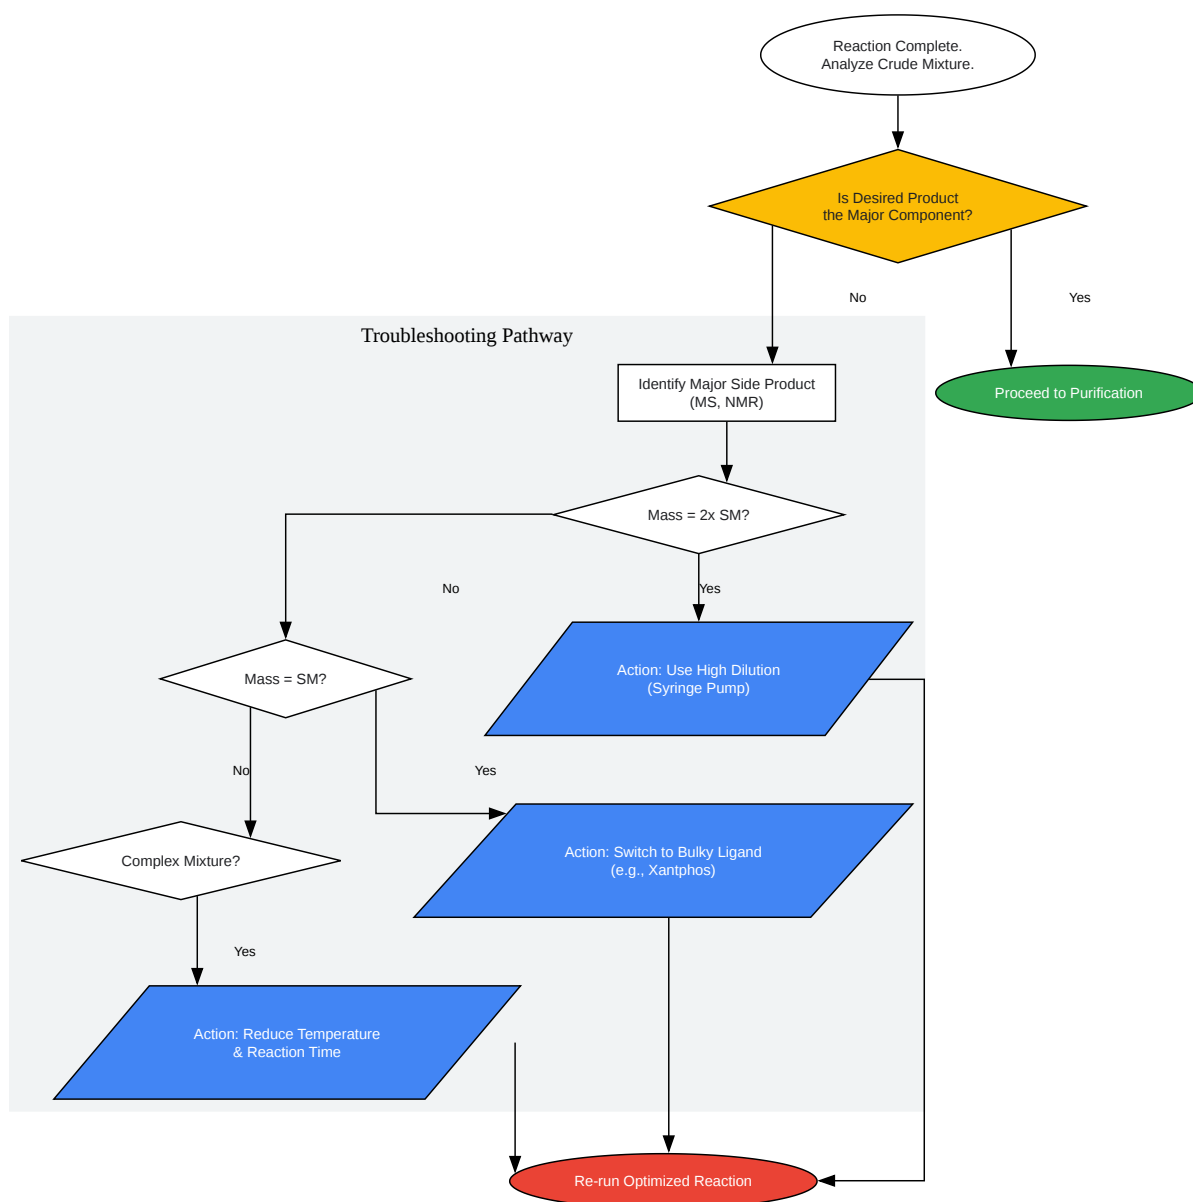 Reaction Complete.
Analyze Crude Mixture.
Is Desired Product
the Major Component?
No
Yes
Troubleshooting Pathway
Identify Major Side Product
(MS, NMR)
Proceed to Purification
Mass = 2x SM?
No
Yes
Mass = SM?
Action: Use High Dilution
(Syringe Pump)
No
Yes
Complex Mixture?
Action: Switch to Bulky Ligand
(e.g., Xantphos)
Yes
Action: Reduce Temperature
& Reaction Time
Re-run Optimized Reaction